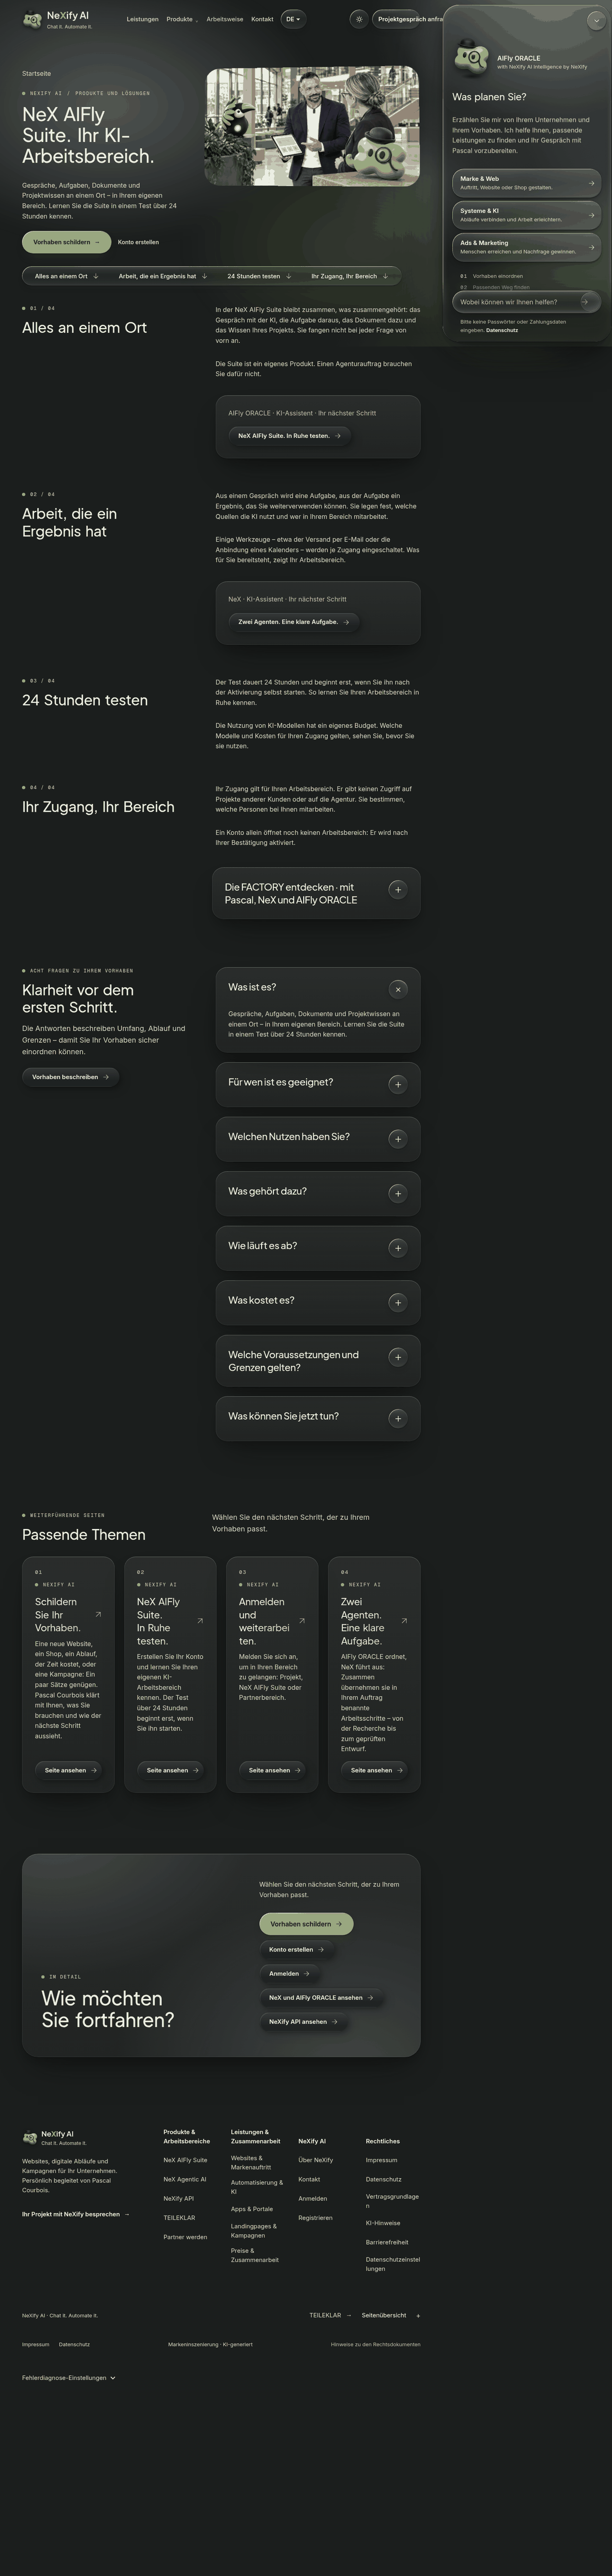 NeXify AI
Chat it. Automate it.
Leistungen
Produkte
Arbeitsweise
Kontakt
DE
Projektgespräch anfra
AIFly ORACLE
with NeXify AI Intelligence by NeXify
Was planen Sie?
Erzählen Sie mir von Ihrem Unternehmen und
Ihrem Vorhaben. Ich helfe Ihnen, passende
Leistungen zu finden und Ihr Gespräch mit
Pascal vorzubereiten.
Marke & Web
Auftritt, Website oder Shop gestalten.
Systeme & KI
Abläufe verbinden und Arbeit erleichtern.
Ads & Marketing
Menschen erreichen und Nachfrage gewinnen.
01 Vorhaben einordnen
02 Passenden Weg finden
Wobei können wir Ihnen helfen?
Bitte keine Passwörter oder Zahlungsdaten
eingeben. Datenschutz
Startseite
NEXIFY AI / PRODUKTE UND LÖSUNGEN
NeX AIFly
Suite. Ihr KI-
Arbeitsbereich.
Gespräche, Aufgaben, Dokumente und
Projektwissen an einem Ort – in Ihrem eigenen
Bereich. Lernen Sie die Suite in einem Test über 24
Stunden kennen.
Vorhaben schildern →
Konto erstellen
Alles an einem Ort ↓
Arbeit, die ein Ergebnis hat ↓
24 Stunden testen ↓
Ihr Zugang, Ihr Bereich ↓
01 / 04
Alles an einem Ort
In der NeX AIFly Suite bleibt zusammen, was zusammengehört: das
Gespräch mit der KI, die Aufgabe daraus, das Dokument dazu und
das Wissen Ihres Projekts. Sie fangen nicht bei jeder Frage von
vorn an.
Die Suite ist ein eigenes Produkt. Einen Agenturauftrag brauchen
Sie dafür nicht.
AIFly ORACLE · KI-Assistent · Ihr nächster Schritt
NeX AIFly Suite. In Ruhe testen. →
02 / 04
Arbeit, die ein
Ergebnis hat
Aus einem Gespräch wird eine Aufgabe, aus der Aufgabe ein
Ergebnis, das Sie weiterverwenden können. Sie legen fest, welche
Quellen die KI nutzt und wer in Ihrem Bereich mitarbeitet.
Einige Werkzeuge – etwa der Versand per E-Mail oder die
Anbindung eines Kalenders – werden je Zugang eingeschaltet. Was
für Sie bereitsteht, zeigt Ihr Arbeitsbereich.
NeX · KI-Assistent · Ihr nächster Schritt
Zwei Agenten. Eine klare Aufgabe. →
03 / 04
24 Stunden testen
Der Test dauert 24 Stunden und beginnt erst, wenn Sie ihn nach
der Aktivierung selbst starten. So lernen Sie Ihren Arbeitsbereich in
Ruhe kennen.
Die Nutzung von KI-Modellen hat ein eigenes Budget. Welche
Modelle und Kosten für Ihren Zugang gelten, sehen Sie, bevor Sie
sie nutzen.
04 / 04
Ihr Zugang, Ihr Bereich
Ihr Zugang gilt für Ihren Arbeitsbereich. Er gibt keinen Zugriff auf
Projekte anderer Kunden oder auf die Agentur. Sie bestimmen,
welche Personen bei Ihnen mitarbeiten.
Ein Konto allein öffnet noch keinen Arbeitsbereich: Er wird nach
Ihrer Bestätigung aktiviert.
Die FACTORY entdecken · mit
Pascal, NeX und AIFly ORACLE
ACHT FRAGEN ZU IHREM VORHABEN
Klarheit vor dem
ersten Schritt.
Die Antworten beschreiben Umfang, Ablauf und
Grenzen – damit Sie Ihr Vorhaben sicher
einordnen können.
Vorhaben beschreiben →
Was ist es?
Gespräche, Aufgaben, Dokumente und Projektwissen an
einem Ort – in Ihrem eigenen Bereich. Lernen Sie die Suite
in einem Test über 24 Stunden kennen.
Für wen ist es geeignet?
Welchen Nutzen haben Sie?
Was gehört dazu?
Wie läuft es ab?
Was kostet es?
Welche Voraussetzungen und
Grenzen gelten?
Was können Sie jetzt tun?
WEITERFÜHRENDE SEITEN
Passende Themen
Wählen Sie den nächsten Schritt, der zu Ihrem
Vorhaben passt.
01
NEXIFY AI
Schildern
Sie Ihr
Vorhaben.
Eine neue Website,
ein Shop, ein Ablauf,
der Zeit kostet, oder
eine Kampagne: Ein
paar Sätze genügen.
Pascal Courbois klärt
mit Ihnen, was Sie
brauchen und wie der
nächste Schritt
aussieht.
Seite ansehen →
02
NEXIFY AI
NeX AIFly
Suite.
In Ruhe
testen.
Erstellen Sie Ihr Konto
und lernen Sie Ihren
eigenen KI-
Arbeitsbereich
kennen. Der Test
über 24 Stunden
beginnt erst, wenn
Sie ihn starten.
Seite ansehen →
03
NEXIFY AI
Anmelden
und
weiterarbei
ten.
Melden Sie sich an,
um in Ihren Bereich
zu gelangen: Projekt,
NeX AIFly Suite oder
Partnerbereich.
Seite ansehen →
04
NEXIFY AI
Zwei
Agenten.
Eine klare
Aufgabe.
AIFly ORACLE ordnet,
NeX führt aus:
Zusammen
übernehmen sie in
Ihrem Auftrag
benannte
Arbeitsschritte – von
der Recherche bis
zum geprüften
Entwurf.
Seite ansehen →
IM DETAIL
Wie möchten
Sie fortfahren?
Wählen Sie den nächsten Schritt, der zu Ihrem
Vorhaben passt.
Vorhaben schildern →
Konto erstellen →
Anmelden →
NeX und AIFly ORACLE ansehen →
NeXify API ansehen →
NeXify AI
Chat it. Automate it.
Websites, digitale Abläufe und
Kampagnen für Ihr Unternehmen.
Persönlich begleitet von Pascal
Courbois.
Ihr Projekt mit NeXify besprechen →
Produkte &
Arbeitsbereiche
NeX AIFly Suite
NeX Agentic AI
NeXify API
TEILEKLAR
Partner werden
Leistungen &
Zusammenarbeit
Websites &
Markenauftritt
Automatisierung &
KI
Apps & Portale
Landingpages &
Kampagnen
Preise &
Zusammenarbeit
NeXify AI
Über NeXify
Kontakt
Anmelden
Registrieren
Rechtliches
Impressum
Datenschutz
Vertragsgrundlage
n
KI-Hinweise
Barrierefreiheit
Datenschutzeinstel
lungen
NeXify AI · Chat it. Automate it.
TEILEKLAR →
Seitenübersicht +
Impressum
Datenschutz
Markeninszenierung · KI-generiert
Hinweise zu den Rechtsdokumenten
Fehlerdiagnose-Einstellungen